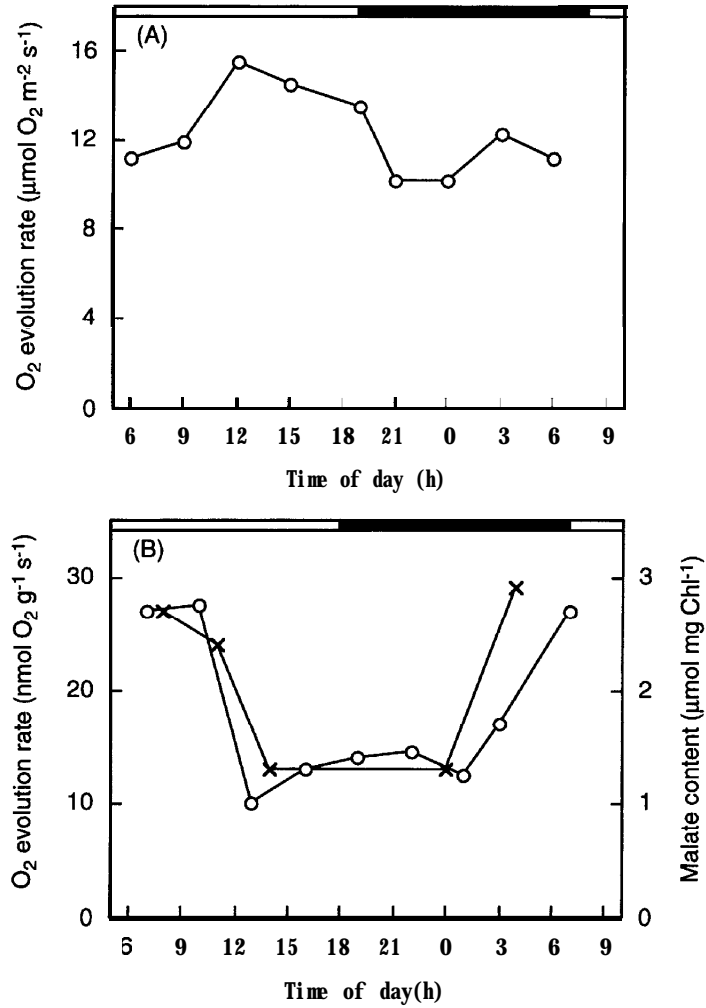 (A)
16
12
8
4
0
O₂ evolution rate (μmol O₂ m⁻² s⁻¹)
6 9 12 15 18 21 0 3 6 9
Time of day (h)
(B)
30
20
10
0
O₂ evolution rate (nmol O₂ g⁻¹ s⁻¹)
3
2
1
0
Malate content (μmol mg Chl⁻¹)
6 9 12 15 18 21 0 3 6 9
Time of day(h)